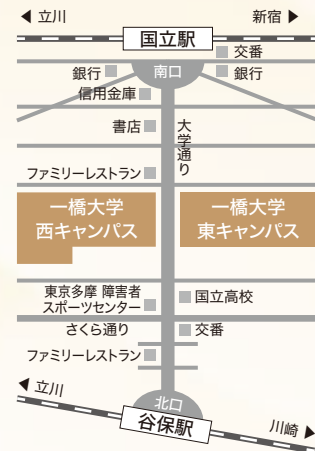 ◀ 立川
新宿 ▶
国立駅
交番
銀行
南口
銀行
信用金庫
書店
大学通り
ファミリーレストラン
一橋大学
西キャンパス
一橋大学
東キャンパス
東京多摩 障害者
スポーツセンター
国立高校
さくら通り
交番
ファミリーレストラン
◀ 立川
北口
谷保駅
川崎 ▶